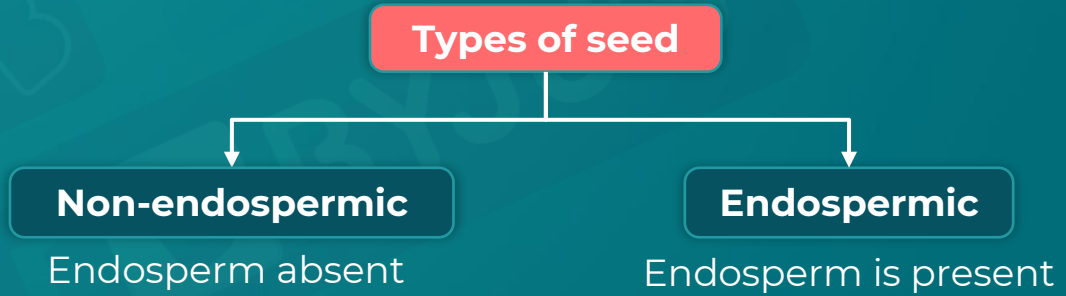 Types of seed
Non-endospermic
Endospermic
Endosperm absent
Endosperm is present